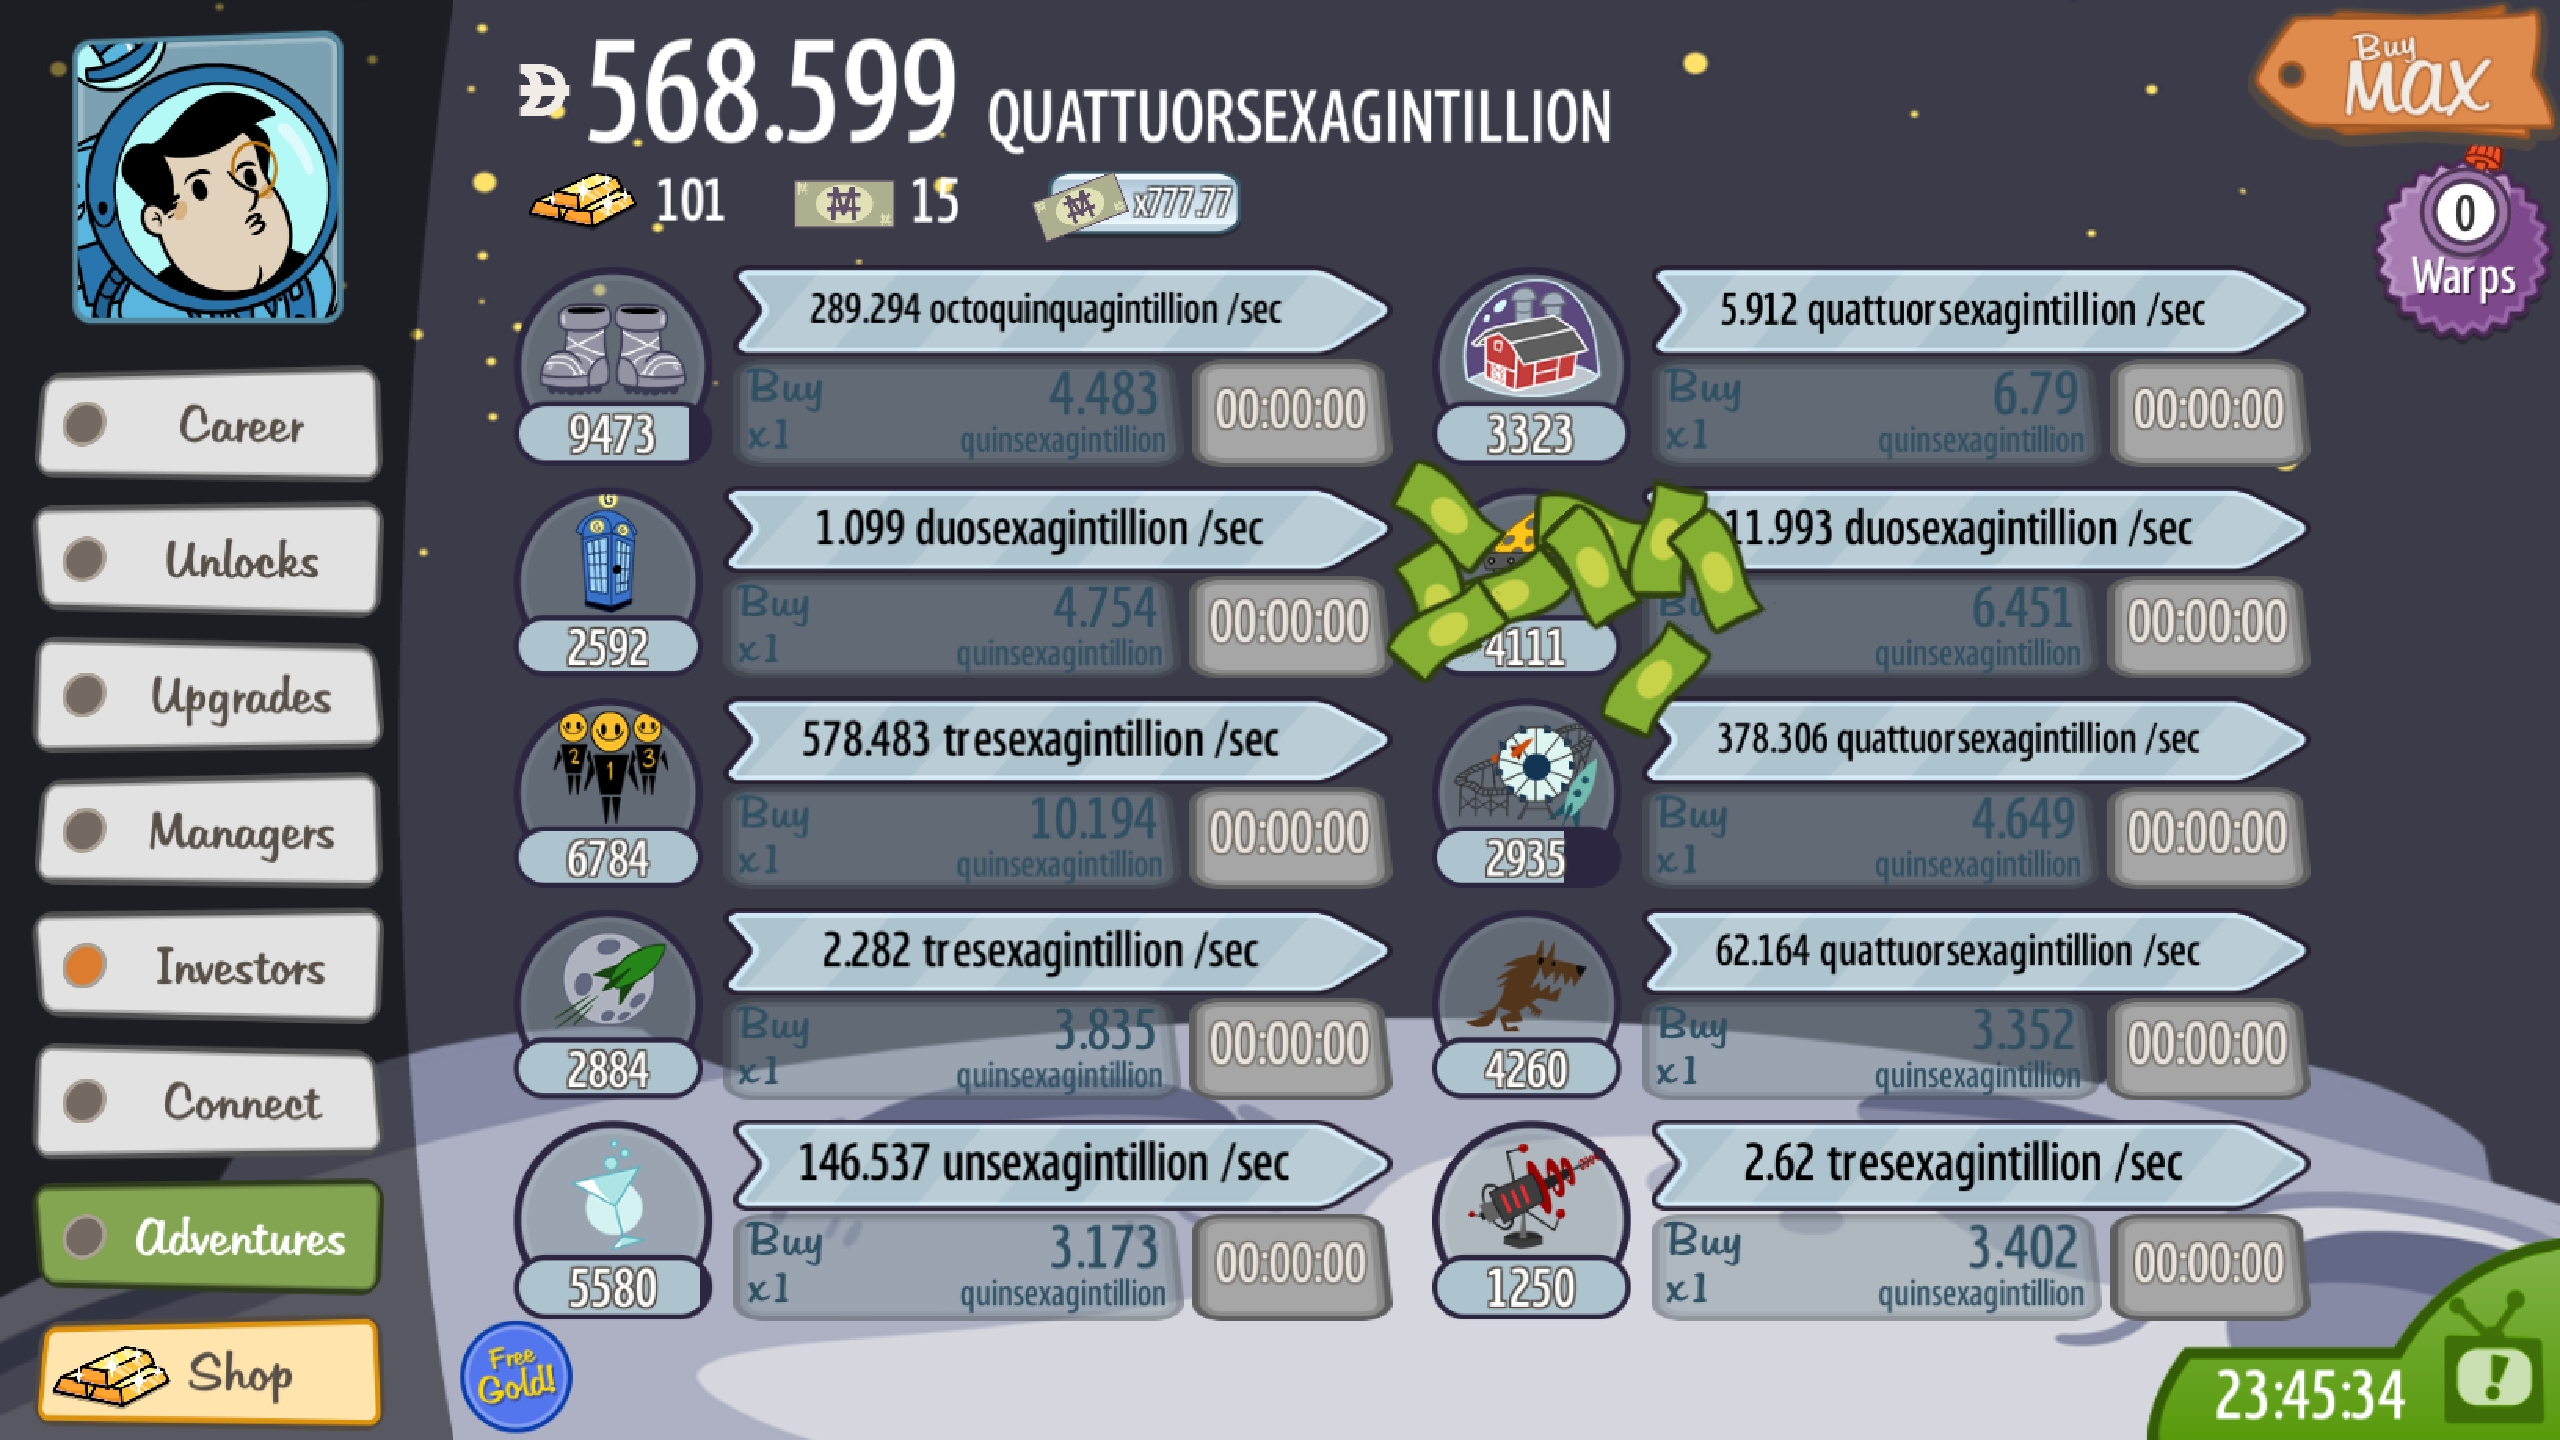 568.599 QUATTUORSEXAGINTILLION
Buy
MAX
101
15
x777.77
0
Warps
Career
Unlocks
Upgrades
Managers
Investors
Connect
Adventures
Shop
289.294 octoquinquagintillion /sec
Buy 4.483
x1 quinsexagintillion
00:00:00
9473
5.912 quattuorsexagintillion /sec
Buy 6.79
x1 quinsexagintillion
00:00:00
3323
G
G G
1.099 duosexagintillion /sec
Buy 4.754
x1 quinsexagintillion
00:00:00
2592
11.993 duosexagintillion /sec
Bu 6.451
x1 quinsexagintillion
00:00:00
4111
2 1 3
578.483 tresexagintillion /sec
Buy 10.194
x1 quinsexagintillion
00:00:00
6784
378.306 quattuorsexagintillion /sec
Buy 4.649
x1 quinsexagintillion
00:00:00
2935
2.282 tresexagintillion /sec
Buy 3.835
x1 quinsexagintillion
00:00:00
2884
62.164 quattuorsexagintillion /sec
Buy 3.352
x1 quinsexagintillion
00:00:00
4260
146.537 unsexagintillion /sec
Buy 3.173
x1 quinsexagintillion
00:00:00
5580
2.62 tresexagintillion /sec
Buy 3.402
x1 quinsexagintillion
00:00:00
1250
Free
Gold!
23:45:34
!